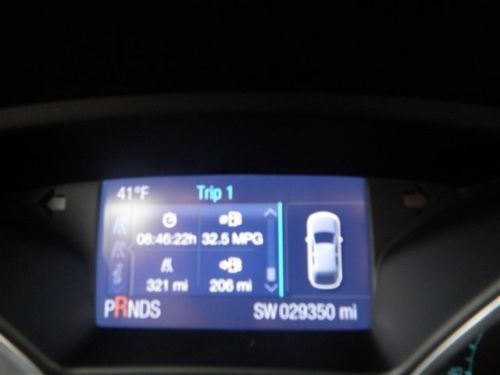 41°F Trip 1
08:46:22h 32.5 MPG
321 mi 206 mi
PRNDS SW 029350 mi